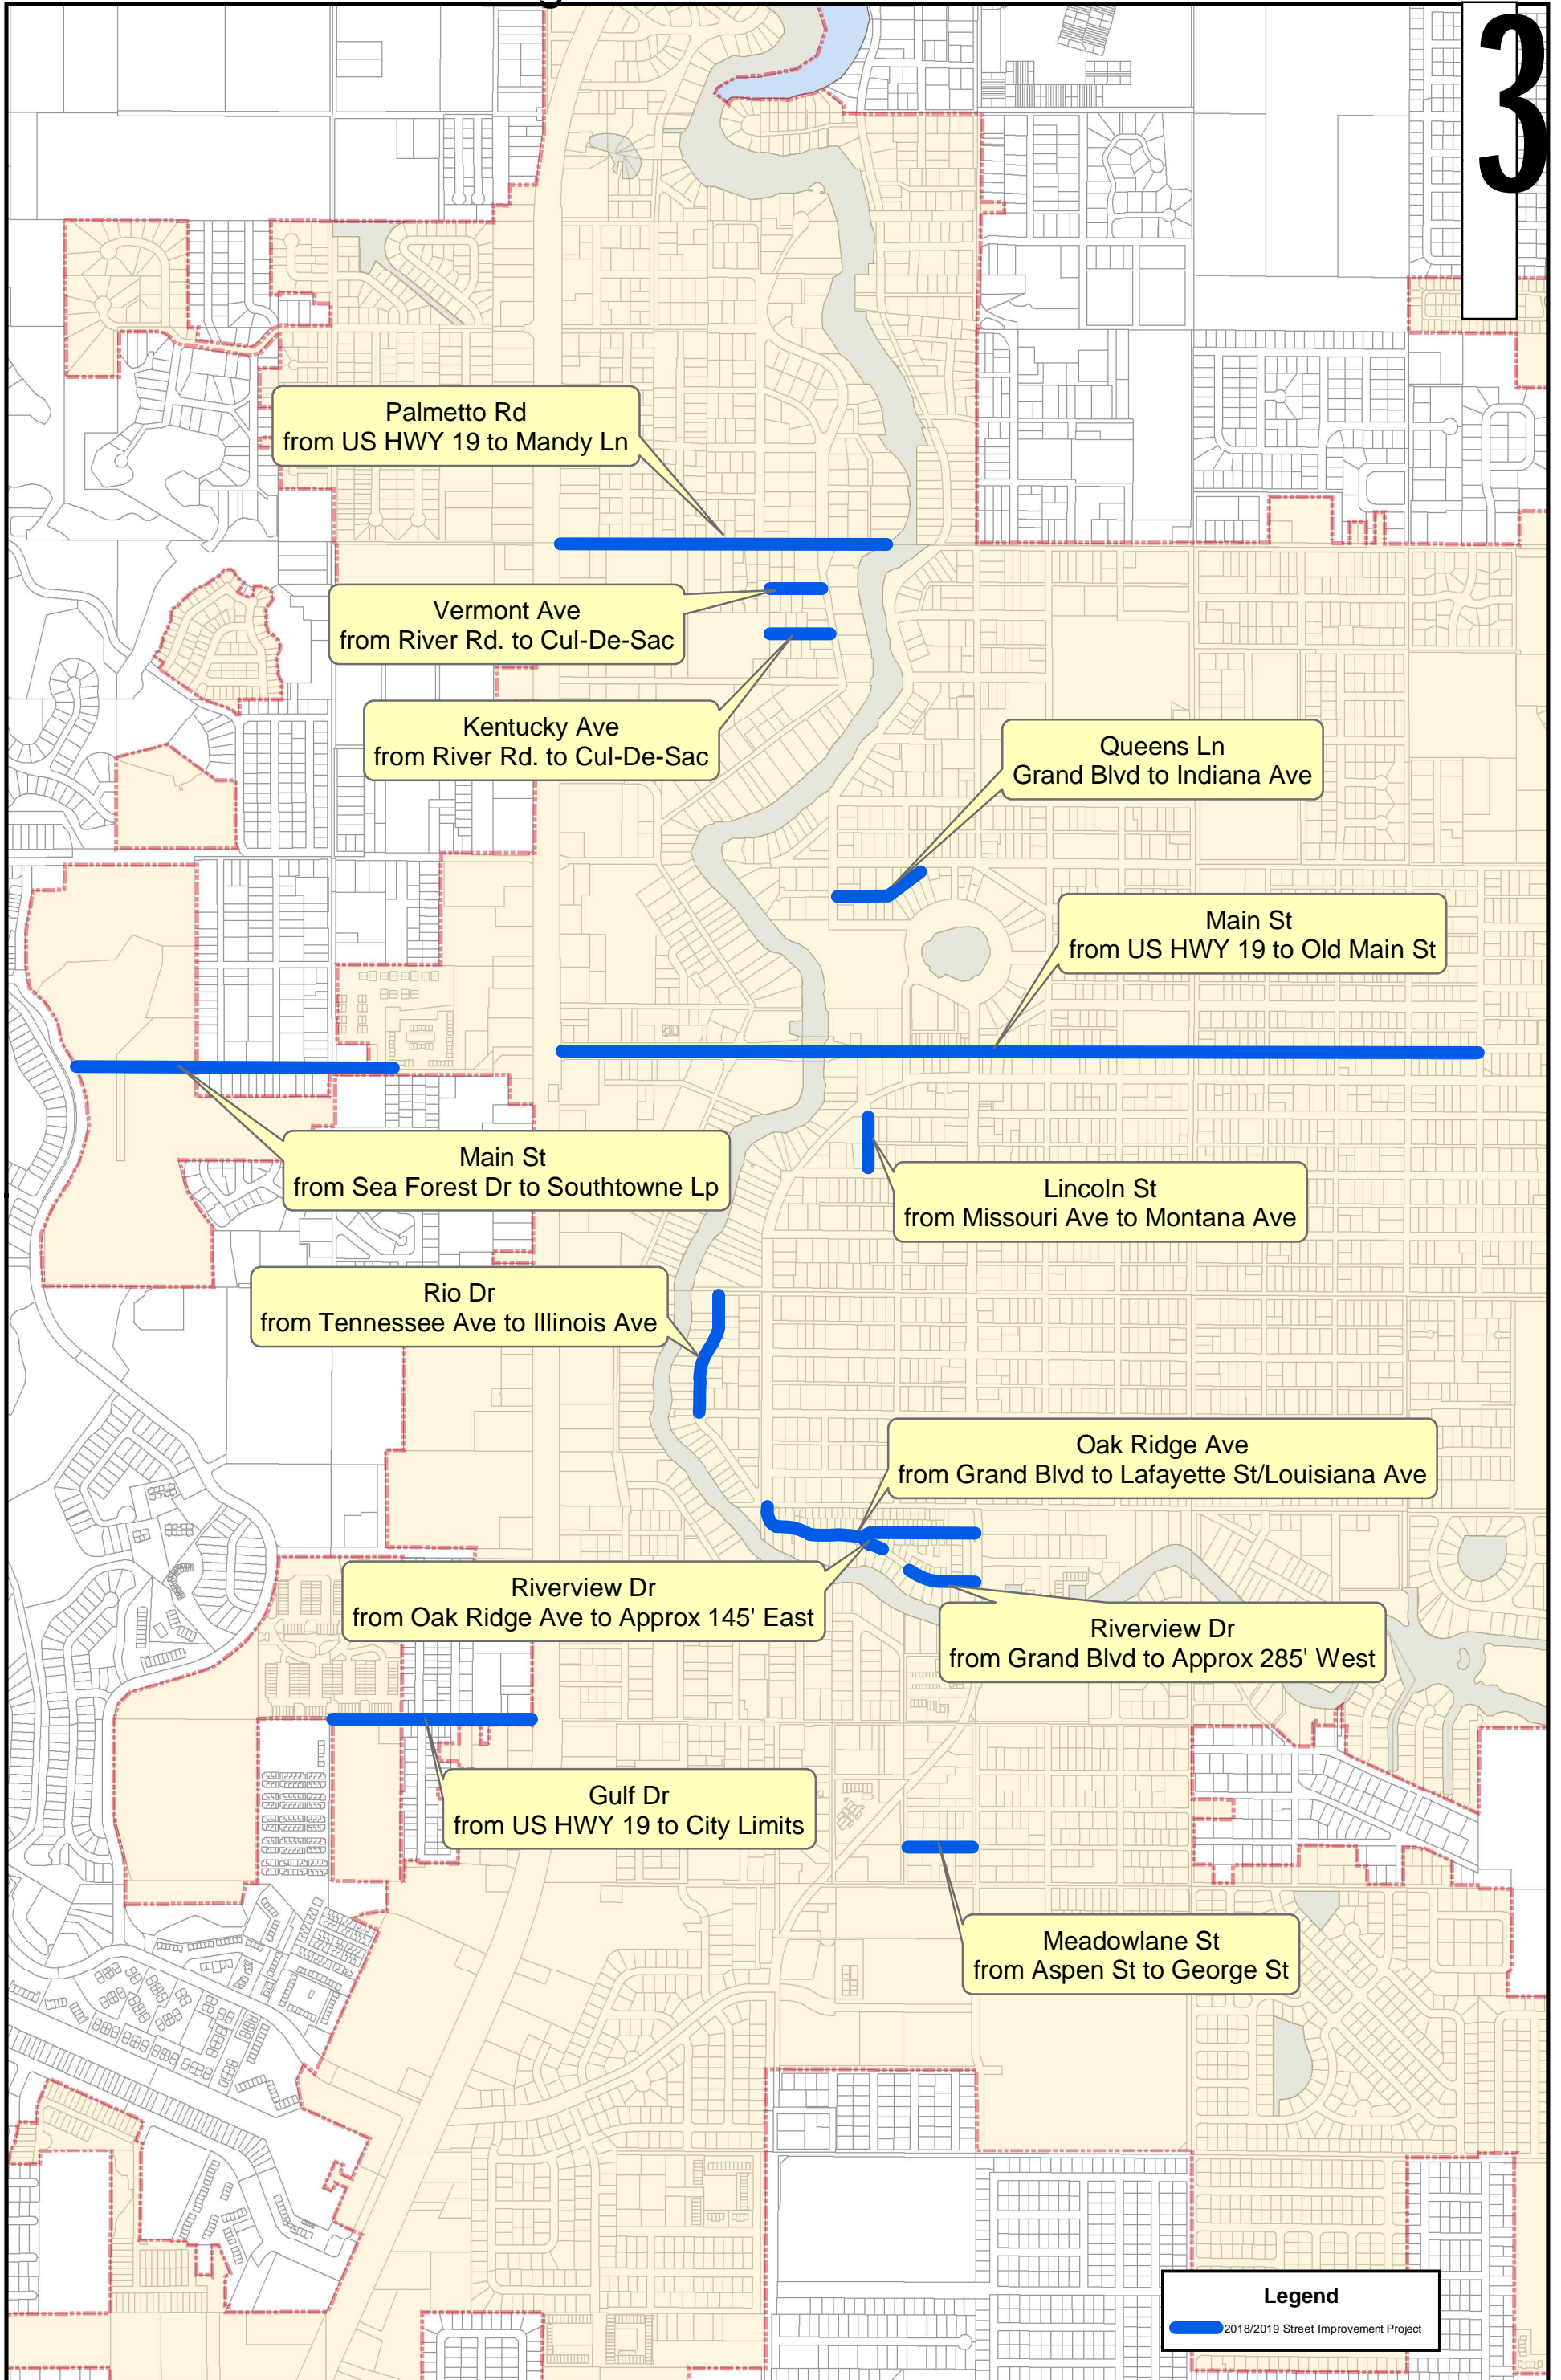 3
Palmetto Rd
from US HWY 19 to Mandy Ln
Vermont Ave
from River Rd. to Cul-De-Sac
Kentucky Ave
from River Rd. to Cul-De-Sac
Queens Ln
Grand Blvd to Indiana Ave
Main St
from US HWY 19 to Old Main St
Main St
from Sea Forest Dr to Southtowne Lp
Lincoln St
from Missouri Ave to Montana Ave
Rio Dr
from Tennessee Ave to Illinois Ave
Oak Ridge Ave
from Grand Blvd to Lafayette St/Louisiana Ave
Riverview Dr
from Oak Ridge Ave to Approx 145' East
Riverview Dr
from Grand Blvd to Approx 285' West
Gulf Dr
from US HWY 19 to City Limits
Meadowlane St
from Aspen St to George St
Legend
2018/2019 Street Improvement Project